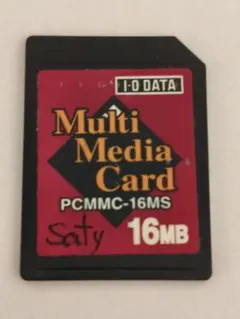 I·O DATA
Multi
Media
Card
PCMMC-16MS
Saty 16MB